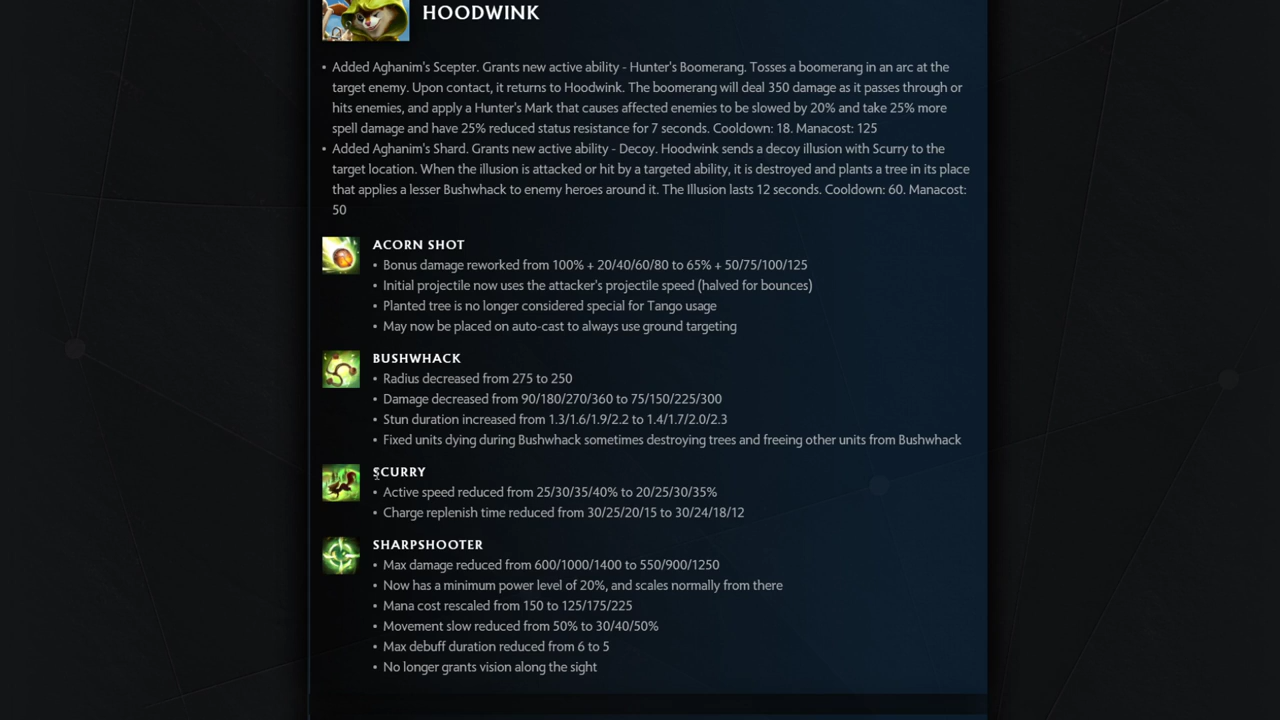 HOODWINK
• Added Aghanim's Scepter. Grants new active ability - Hunter's Boomerang. Tosses a boomerang in an arc at the
target enemy. Upon contact, it returns to Hoodwink. The boomerang will deal 350 damage as it passes through or
hits enemies, and apply a Hunter's Mark that causes affected enemies to be slowed by 20% and take 25% more
spell damage and have 25% reduced status resistance for 7 seconds. Cooldown: 18. Manacost: 125
• Added Aghanim's Shard. Grants new active ability - Decoy. Hoodwink sends a decoy illusion with Scurry to the
target location. When the illusion is attacked or hit by a targeted ability, it is destroyed and plants a tree in its place
that applies a lesser Bushwhack to enemy heroes around it. The Illusion lasts 12 seconds. Cooldown: 60. Manacost:
50
ACORN SHOT
• Bonus damage reworked from 100% + 20/40/60/80 to 65% + 50/75/100/125
• Initial projectile now uses the attacker's projectile speed (halved for bounces)
• Planted tree is no longer considered special for Tango usage
• May now be placed on auto-cast to always use ground targeting
BUSHWHACK
• Radius decreased from 275 to 250
• Damage decreased from 90/180/270/360 to 75/150/225/300
• Stun duration increased from 1.3/1.6/1.9/2.2 to 1.4/1.7/2.0/2.3
• Fixed units dying during Bushwhack sometimes destroying trees and freeing other units from Bushwhack
SCURRY
• Active speed reduced from 25/30/35/40% to 20/25/30/35%
• Charge replenish time reduced from 30/25/20/15 to 30/24/18/12
SHARPSHOOTER
• Max damage reduced from 600/1000/1400 to 550/900/1250
• Now has a minimum power level of 20%, and scales normally from there
• Mana cost rescaled from 150 to 125/175/225
• Movement slow reduced from 50% to 30/40/50%
• Max debuff duration reduced from 6 to 5
• No longer grants vision along the sight